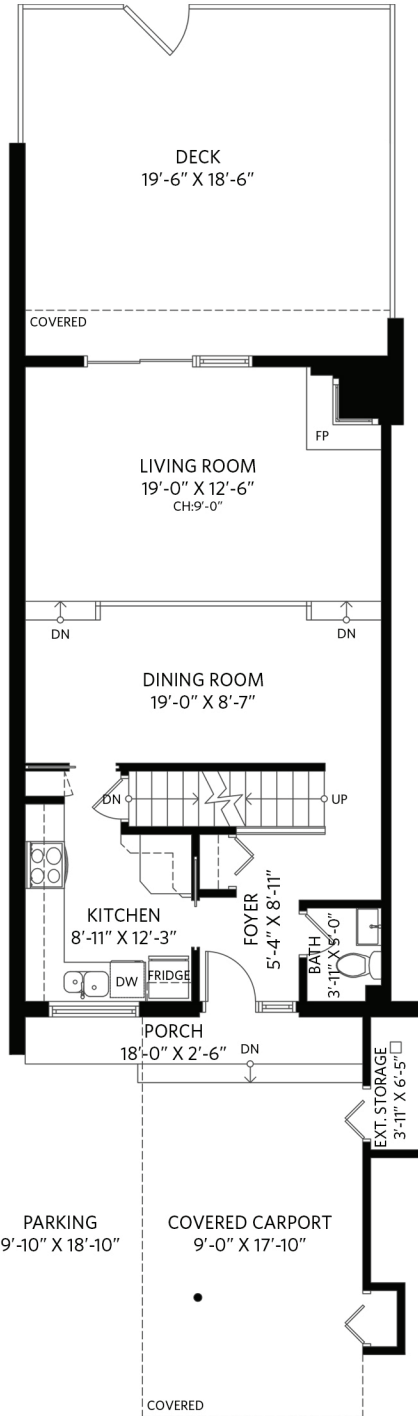 DECK
19'-6" X 18'-6"
COVERED
FP
LIVING ROOM
19'-0" X 12'-6"
CH:9'-0"
DN
DN
DINING ROOM
19'-0" X 8'-7"
DN
UP
KITCHEN
8'-11" X 12'-3"
FOYER
5'-4" X 8'-11"
BATH
3'-11" X 5'-0"
DW
FRIDGE
PORCH
18'-0" X 2'-6"
DN
EXT. STORAGE
3'-11" X 6'-5"
PARKING
9'-10" X 18'-10"
COVERED CARPORT
9'-0" X 17'-10"
COVERED